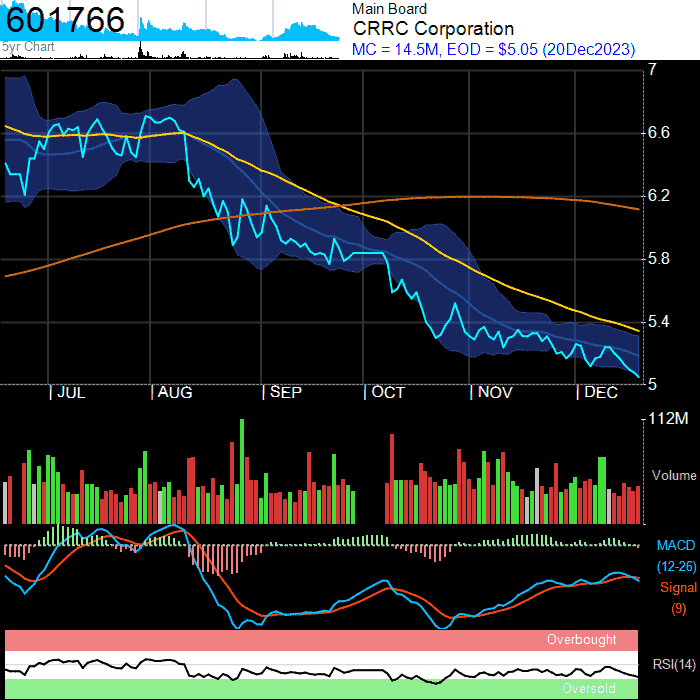 601766
5yr Chart
Main Board
CRRC Corporation
MC = 14.5M, EOD = $5.05 (20Dec2023)
7
6.6
6.2
5.8
5.4
5
| JUL | AUG | SEP | OCT | NOV | DEC
112M
Volume
MACD
(12-26)
Signal
(9)
Overbought
RSI(14)
Oversold